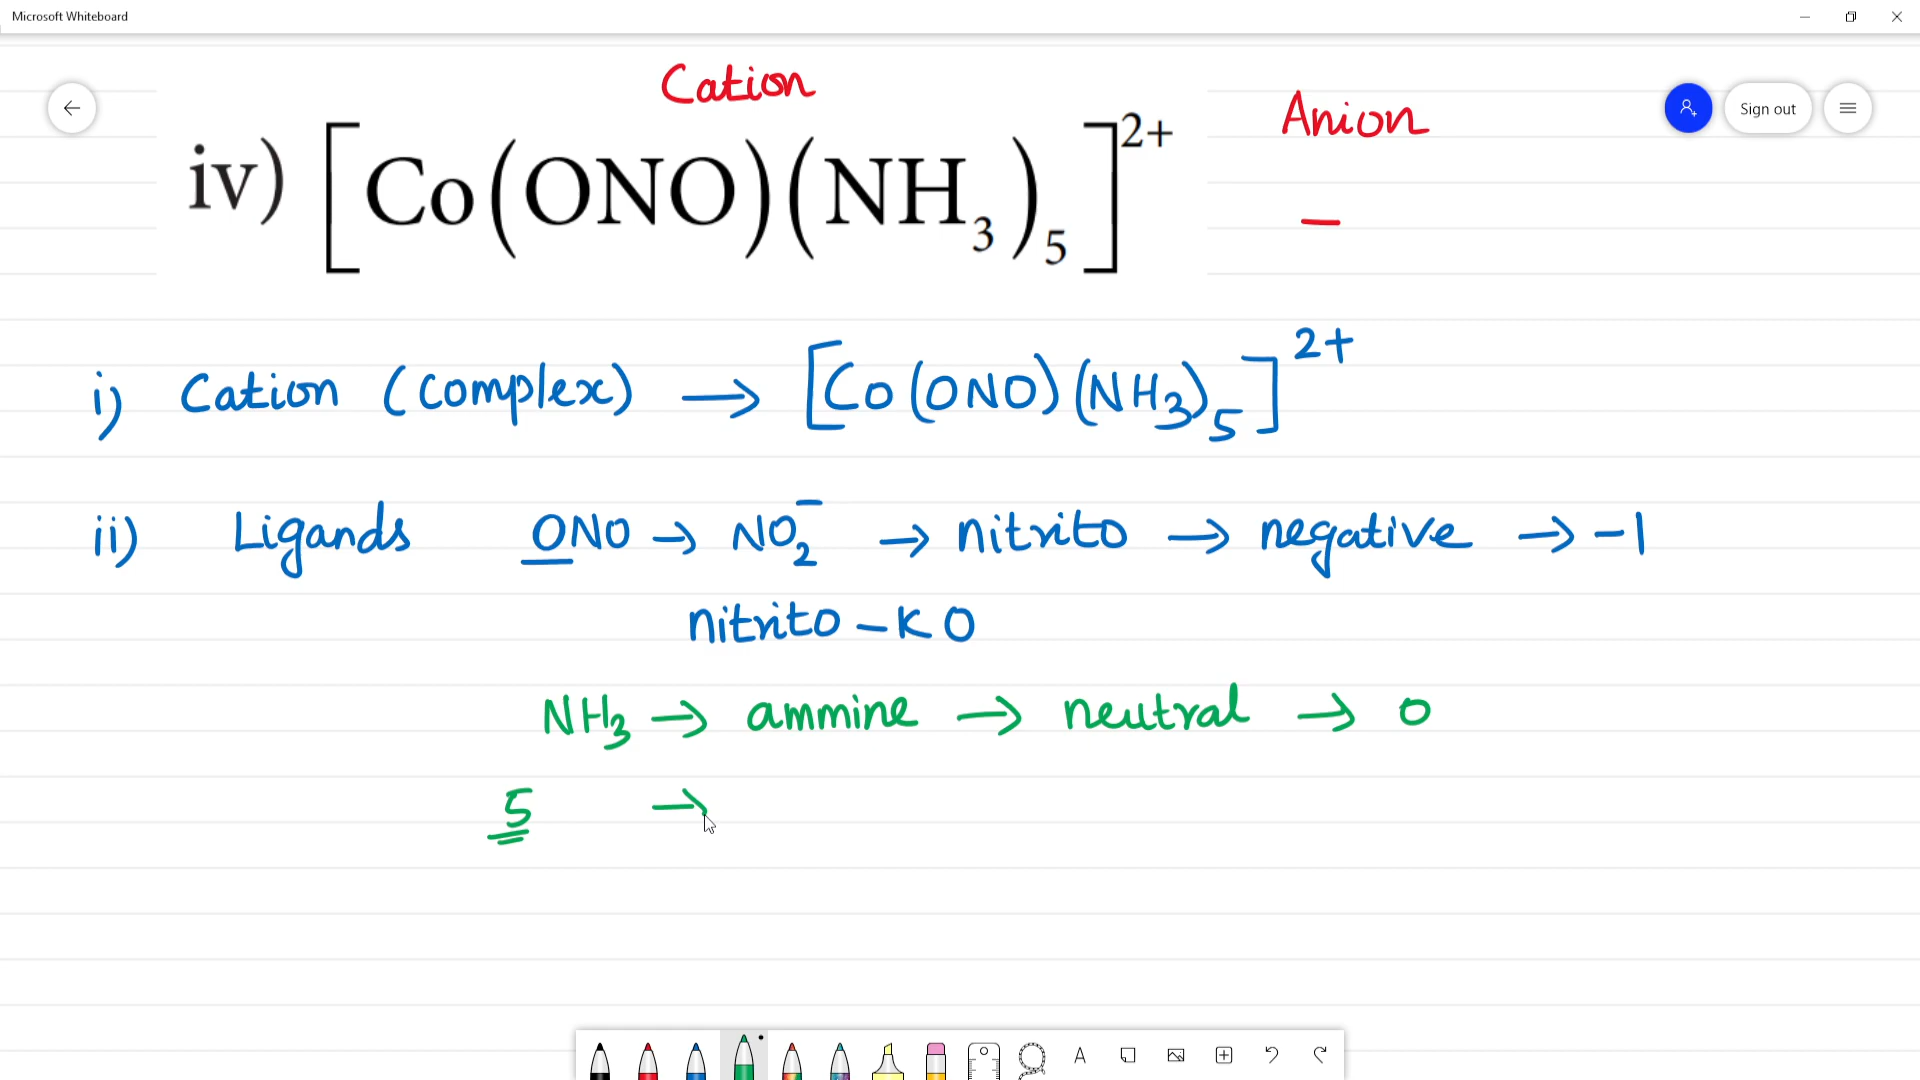 Microsoft Whiteboard
Cation
Anion
Sign out
iv) [Co(ONO)(NH₃)₅]²⁺
–
i) Cation (complex) → [Co(ONO)(NH₃)₅]²⁺
ii) Ligands ONO → NO₂⁻ → nitrito → negative → -1
nitrito – K O
NH₃ → ammine → neutral → 0
5 →
A